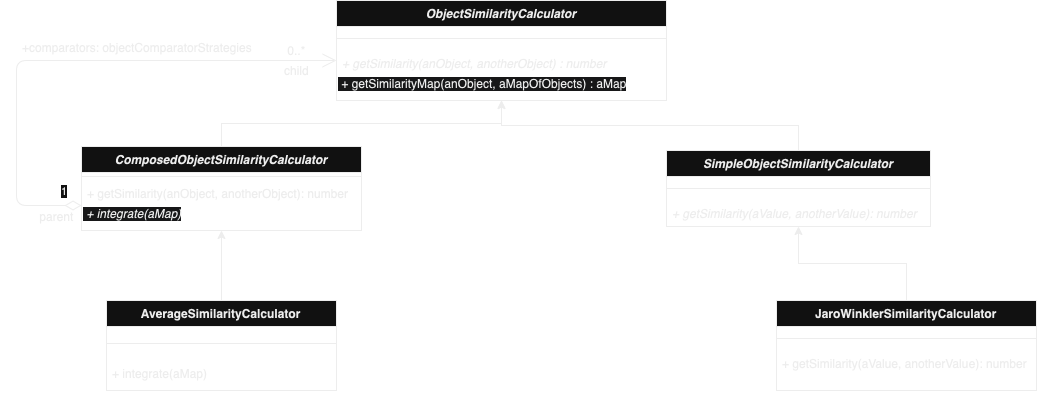 ObjectSimilarityCalculator
+comparators: objectComparatorStrategies
0..*
child
+ getSimilarity(anObject, anotherObject) : number
+ getSimilarityMap(anObject, aMapOfObjects) : aMap
ComposedObjectSimilarityCalculator
+ getSimilarity(anObject, anotherObject): number
+ integrate(aMap)
1
parent
SimpleObjectSimilarityCalculator
+ getSimilarity(aValue, anotherValue): number
AverageSimilarityCalculator
+ integrate(aMap)
JaroWinklerSimilarityCalculator
+ getSimilarity(aValue, anotherValue): number